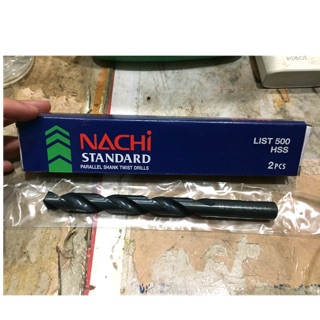 NACHi
STANDARD
PARALLEL SHANK TWIST DRILLS
LIST 500
HSS
2 PCS